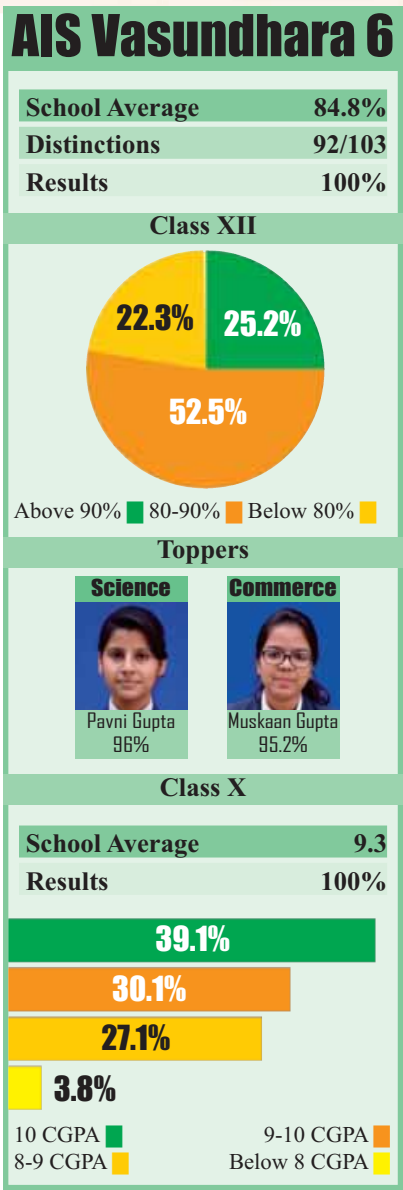 AIS Vasundhara 6
School Average 84.8%
Distinctions 92/103
Results 100%
Class XII
22.3% 25.2%
52.5%
Above 90% 80-90% Below 80%
Toppers
Science Commerce
Pavni Gupta Muskaan Gupta
96% 95.2%
Class X
School Average 9.3
Results 100%
39.1%
30.1%
27.1%
3.8%
10 CGPA 9-10 CGPA
8-9 CGPA Below 8 CGPA